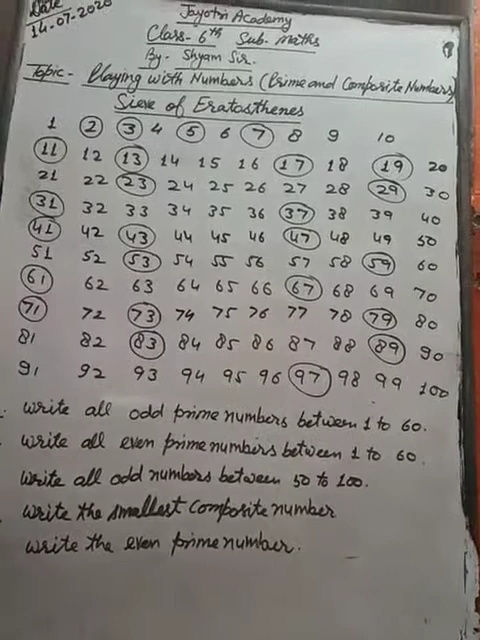 Date
14-07-2020
Jayotri Academy
Class- 6th Sub- Maths
By- Shyam Sir.
Topic- Playing with Numbers (Prime and Composite Numbers)
Sieve of Eratosthenes
1 2 3 4 5 6 7 8 9 10
11 12 13 14 15 16 17 18 19 20
21 22 23 24 25 26 27 28 29 30
31 32 33 34 35 36 37 38 39 40
41 42 43 44 45 46 47 48 49 50
51 52 53 54 55 56 57 58 59 60
61 62 63 64 65 66 67 68 69 70
71 72 73 74 75 76 77 78 79 80
81 82 83 84 85 86 87 88 89 90
91 92 93 94 95 96 97 98 99 100
write all odd prime numbers between 1 to 60.
write all even prime numbers between 1 to 60.
write all odd numbers between 50 to 100.
write the smallest composite number
write the even prime number.